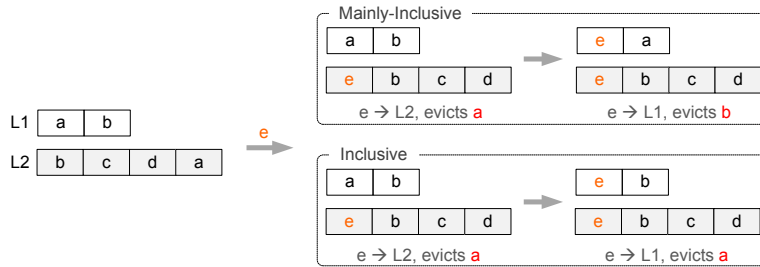 Mainly-Inclusive
a b
e a
e b c d
e b c d
e → L2, evicts a
e → L1, evicts b
L1 a b
e
L2 b c d a
Inclusive
a b
e b
e b c d
e b c d
e → L2, evicts a
e → L1, evicts a